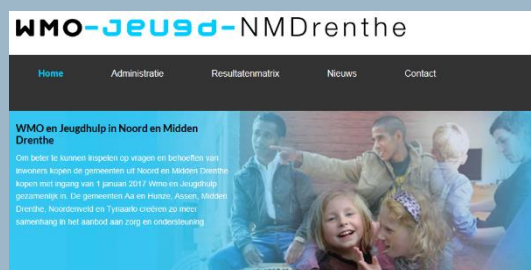 WMO-Jeugd-NMDrenthe
Home Administratie Resultatenmatrix Nieuws Contact
WMO en Jeugdhulp in Noord en Midden
Drenthe
Om beter te kunnen inspelen op vragen en behoeften van
inwoners kopen de gemeenten uit Noord en Midden Drenthe
kopen met ingang van 1 januari 2017 Wmo en Jeugdhulp
gezamenlijk in. De gemeenten Aa en Hunze, Assen, Midden
Drenthe, Noordenveld en Tynaarlo creëren zo meer
samenhang in het aanbod aan zorg en ondersteuning